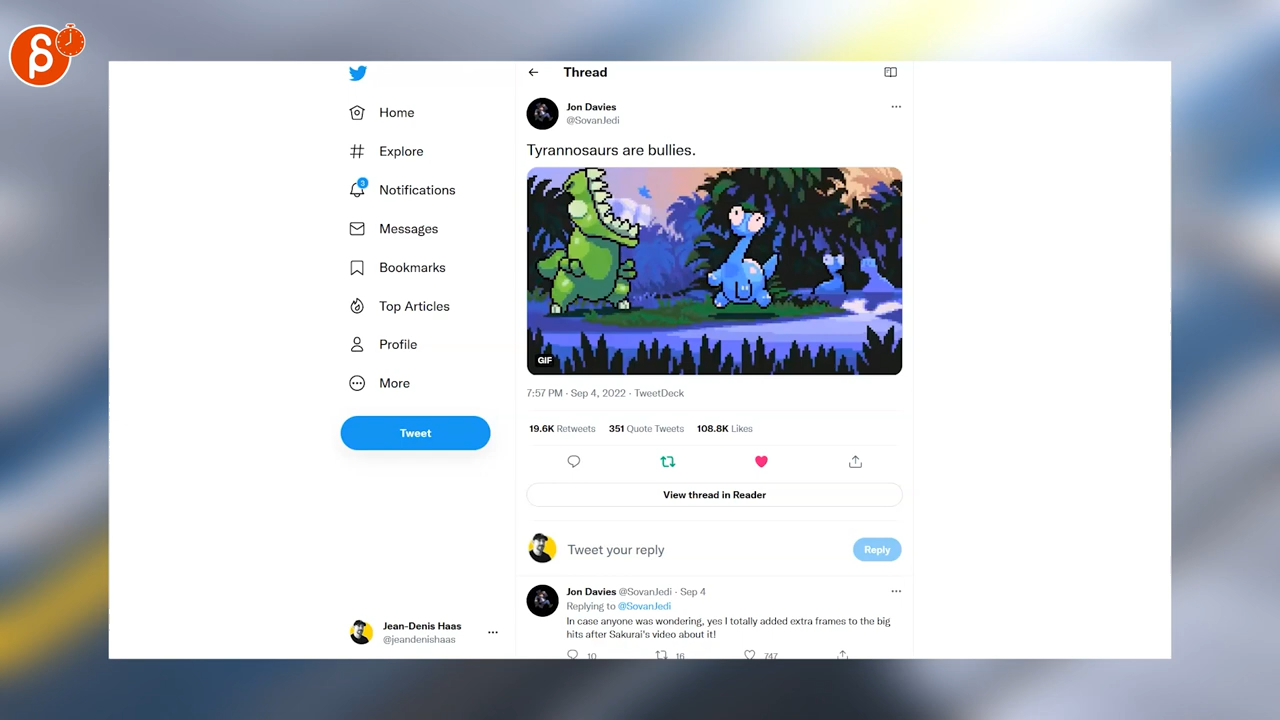 Thread
Jon Davies
@SovanJedi
Home
Tyrannosaurs are bullies.
Explore
3
Notifications
Messages
Bookmarks
Top Articles
Profile
GIF
More
7:57 PM · Sep 4, 2022 · TweetDeck
Tweet
19.6K Retweets 351 Quote Tweets 108.8K Likes
View thread in Reader
Tweet your reply
Reply
Jon Davies @SovanJedi · Sep 4
Replying to @SovanJedi
In case anyone was wondering, yes I totally added extra frames to the big
hits after Sakurai's video about it!
10 16 747
Jean-Denis Haas
@jeandenishaas